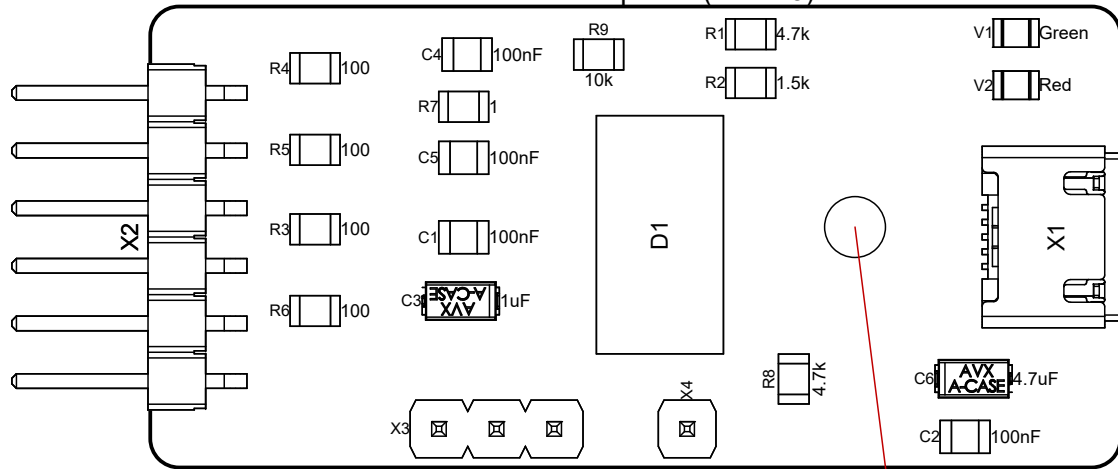 R4
100
C4
100nF
R9
10k
R1
4.7k
V1
Green
R2
1.5k
V2
Red
R7
1
R5
100
C5
100nF
X2
R3
100
C1
100nF
D1
X1
C3
AVX
A-CASE
1uF
R6
100
R8
4.7k
C6
AVX
A-CASE
4.7uF
X3
X4
C2
100nF